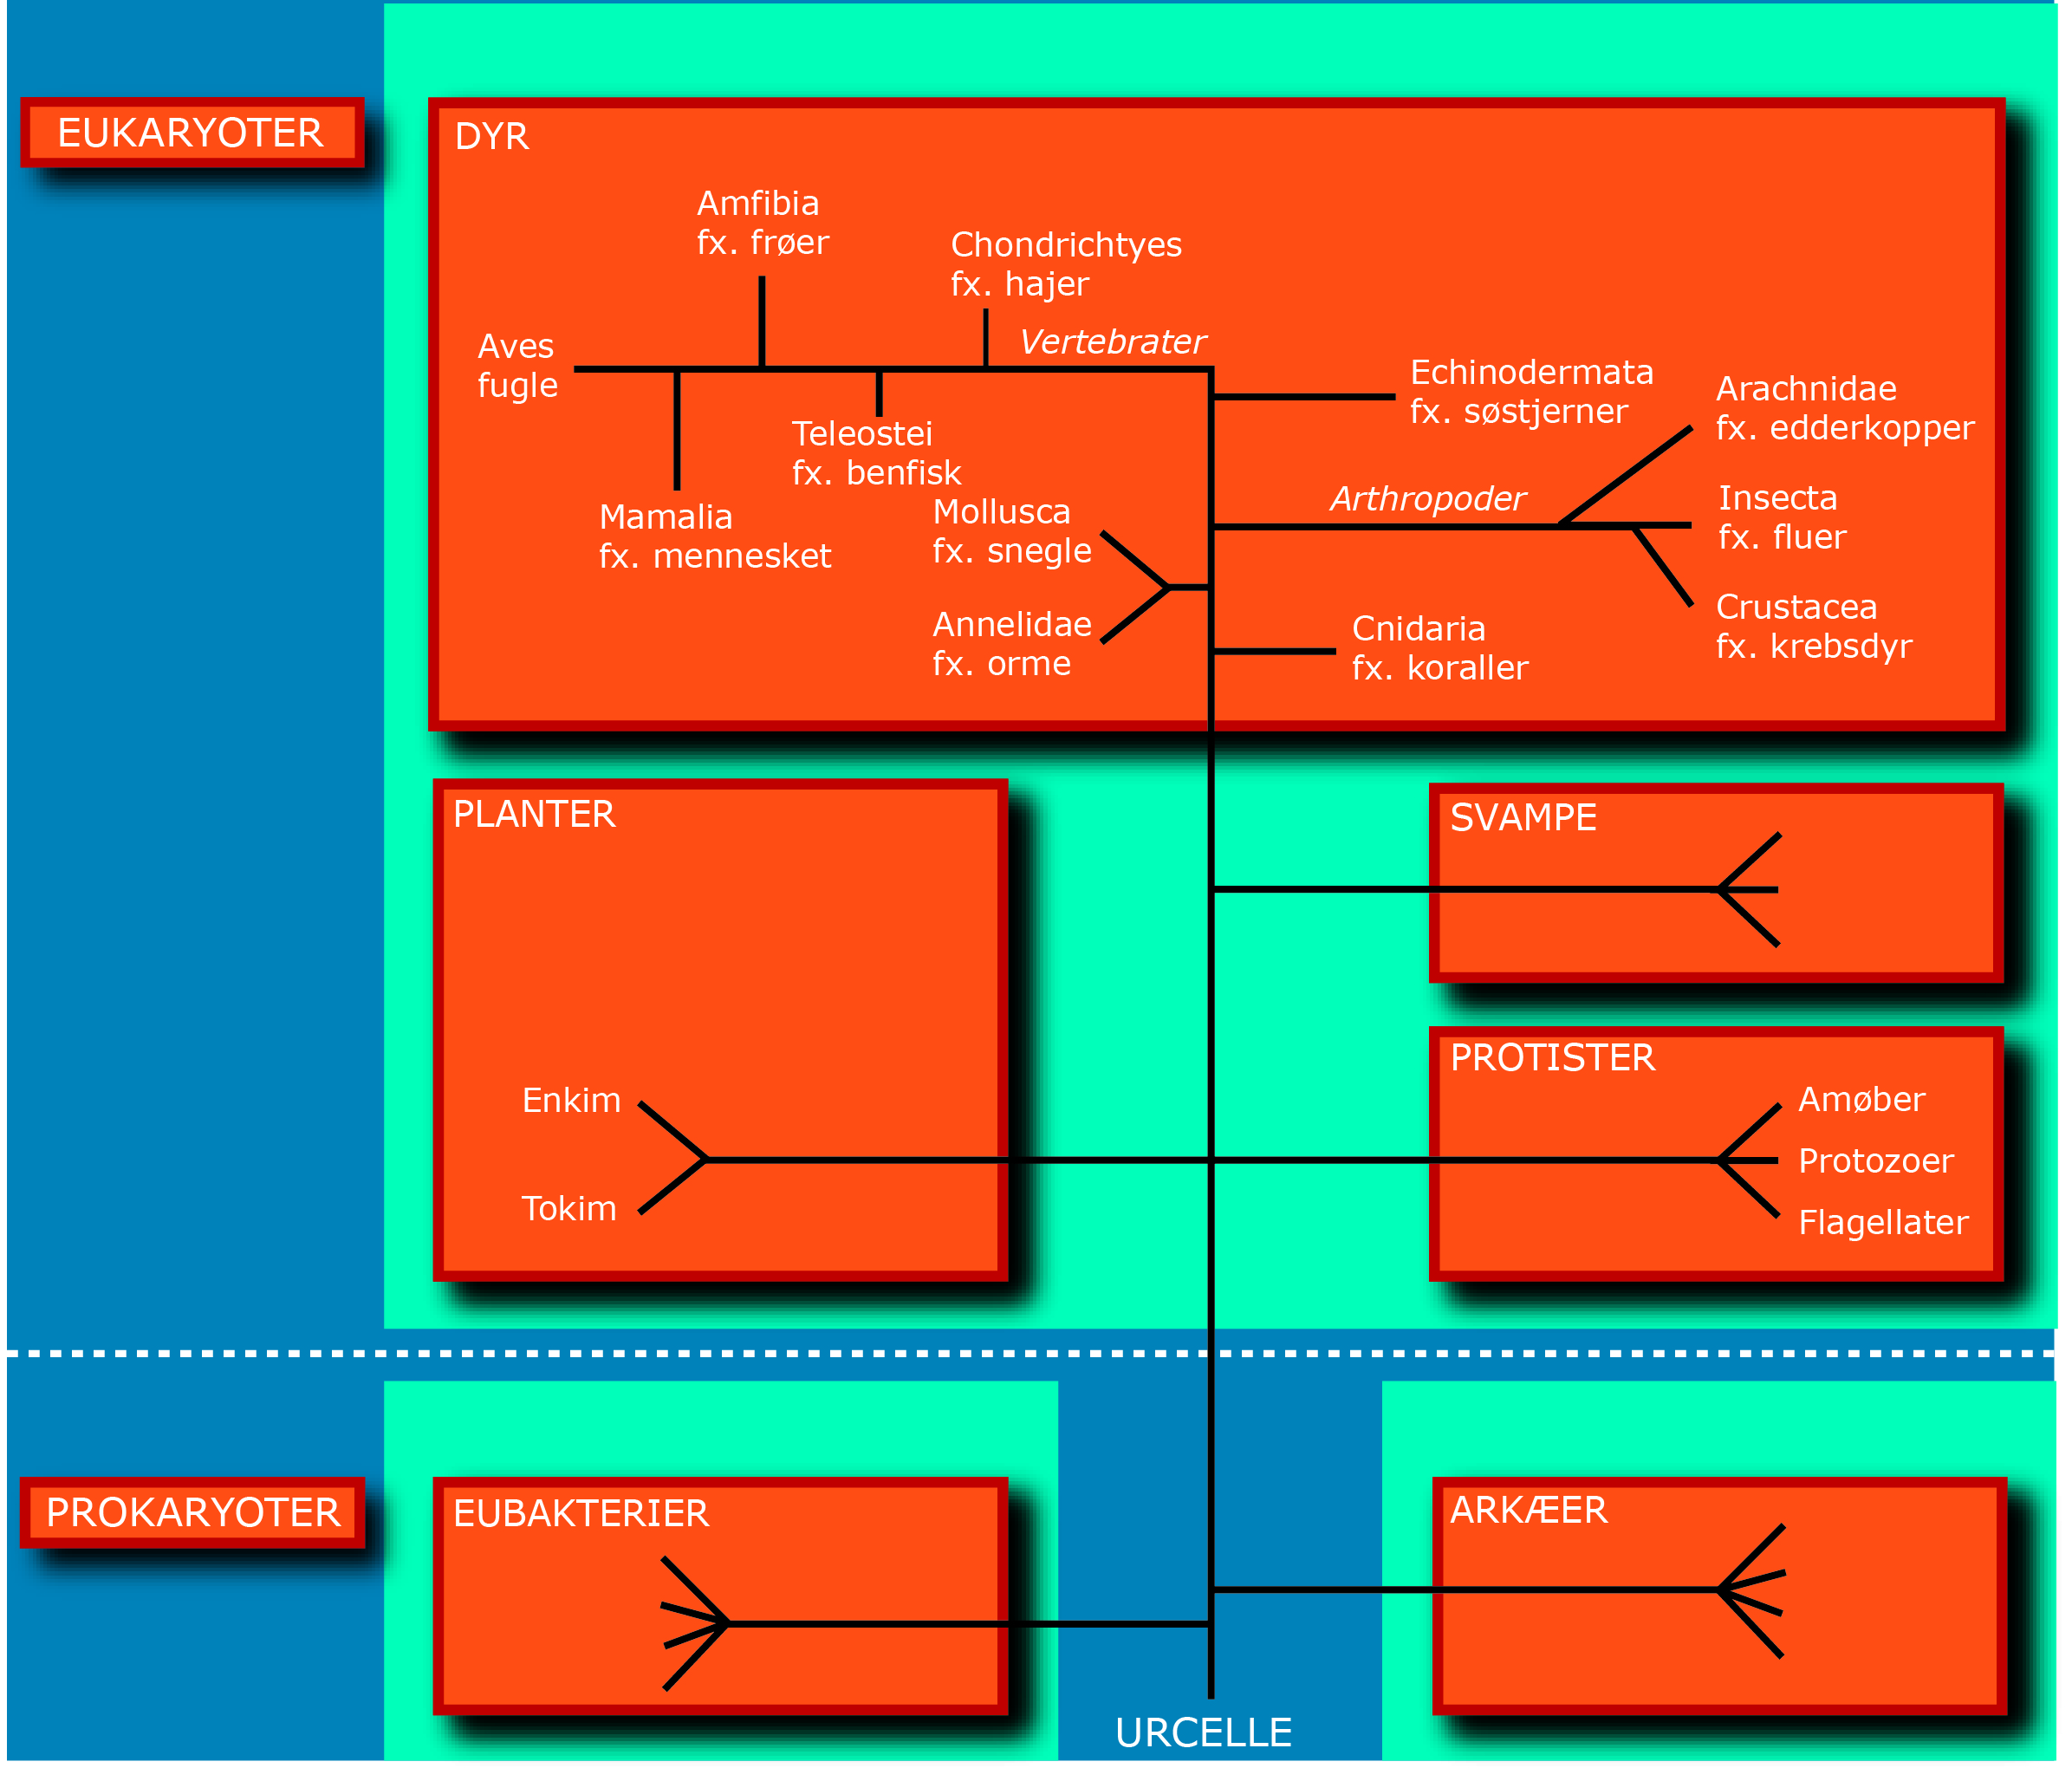 EUKARYOTER
DYR
Amfibia
fx. frøer
Chondrichtyes
fx. hajer
Vertebrater
Aves
fugle
Echinodermata
fx. søstjerner
Arachnidae
fx. edderkopper
Teleostei
fx. benfisk
Mamalia
fx. mennesket
Mollusca
fx. snegle
Arthropoder
Insecta
fx. fluer
Annelidae
fx. orme
Cnidaria
fx. koraller
Crustacea
fx. krebsdyr
PLANTER
Enkim
Tokim
SVAMPE
PROTISTER
Amøber
Protozoer
Flagellater
PROKARYOTER
EUBAKTERIER
ARKÆER
URCELLE